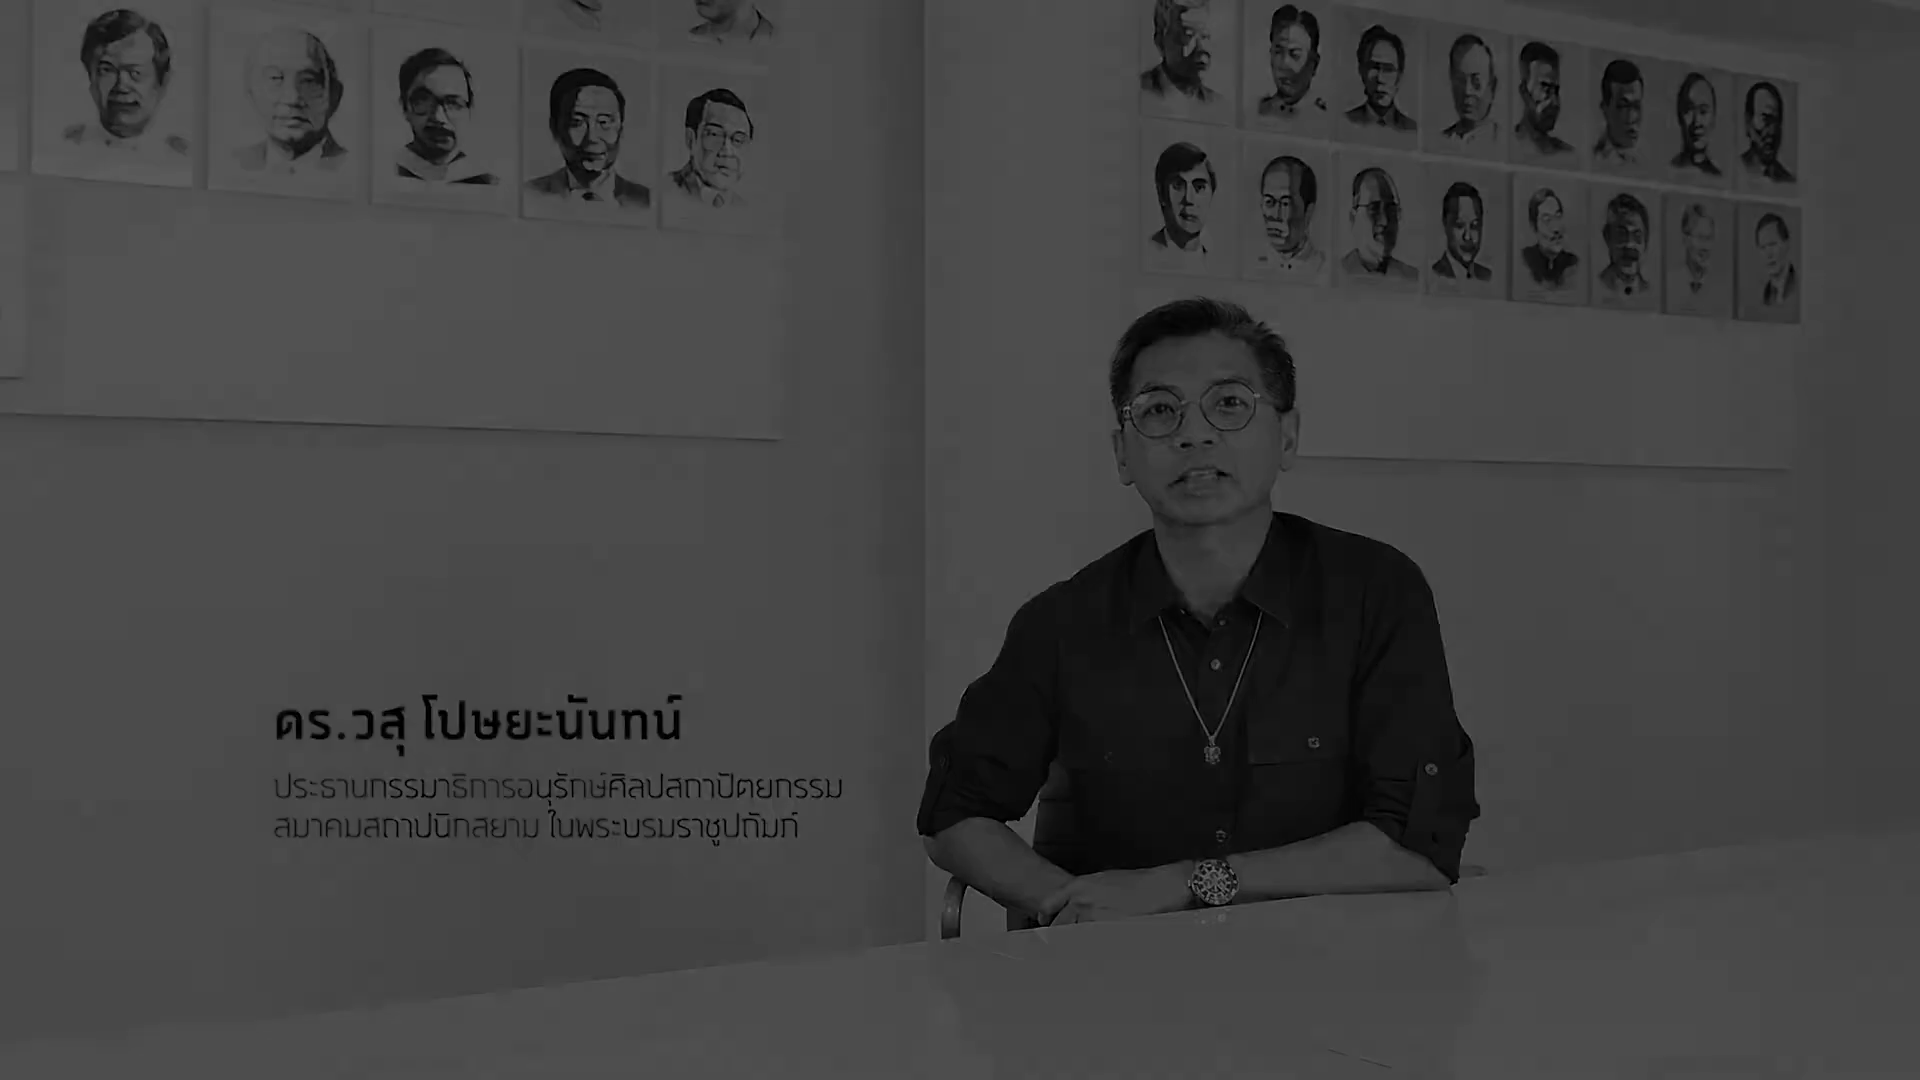 ดร.วสุ โปษยะนันทน์
ประธานกรรมาธิการอนุรักษ์ศิลปสถาปัตยกรรม
สมาคมสถาปนิกสยาม ในพระบรมราชูปถัมภ์